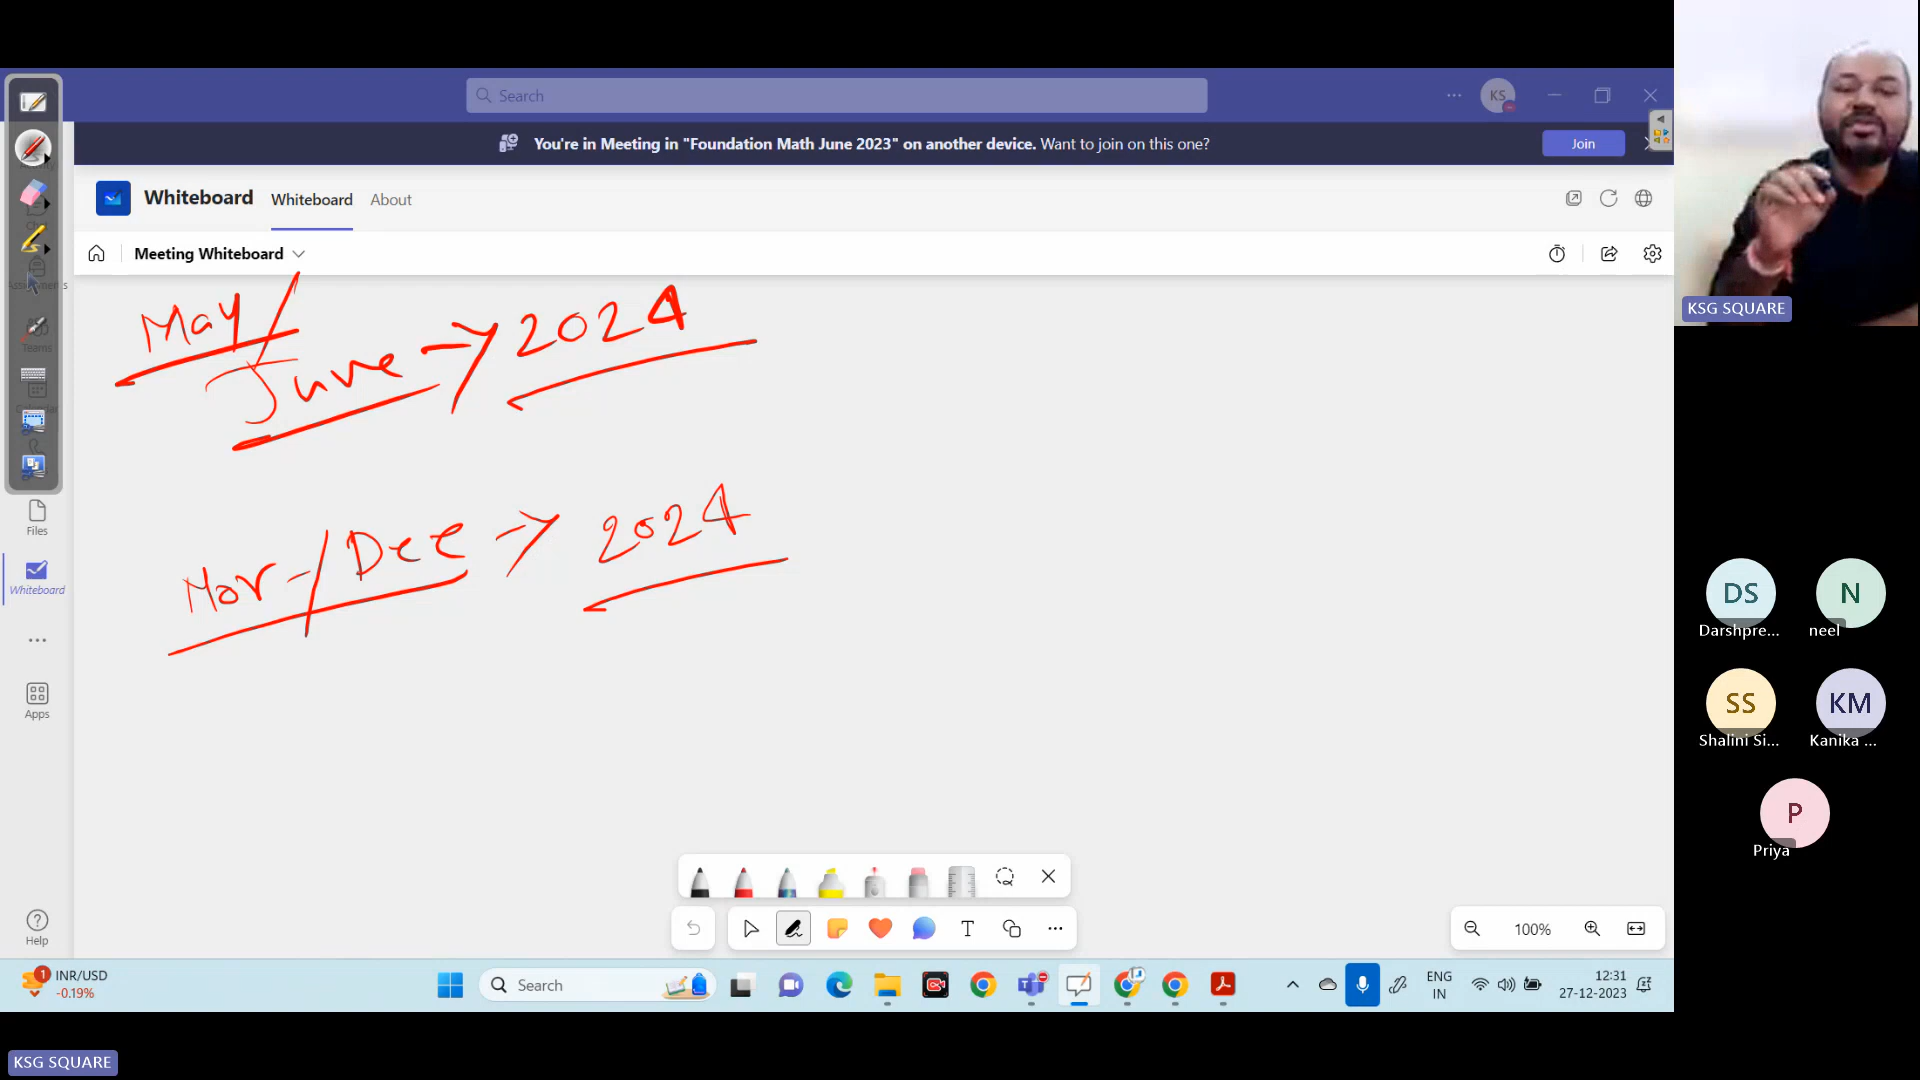 Search
KS
You're in Meeting in "Foundation Math June 2023" on another device. Want to join on this one?
Join
Whiteboard
Whiteboard
About
Meeting Whiteboard
May/
June → 2024
Nov-/Dec → 2024
Teams
Files
Whiteboard
Apps
Help
100%
INR/USD
-0.19%
1
Search
ENG
IN
12:31
27-12-2023
KSG SQUARE
DS
Darshpre...
N
neel
SS
Shalini Si...
KM
Kanika ...
P
Priya
KSG SQUARE